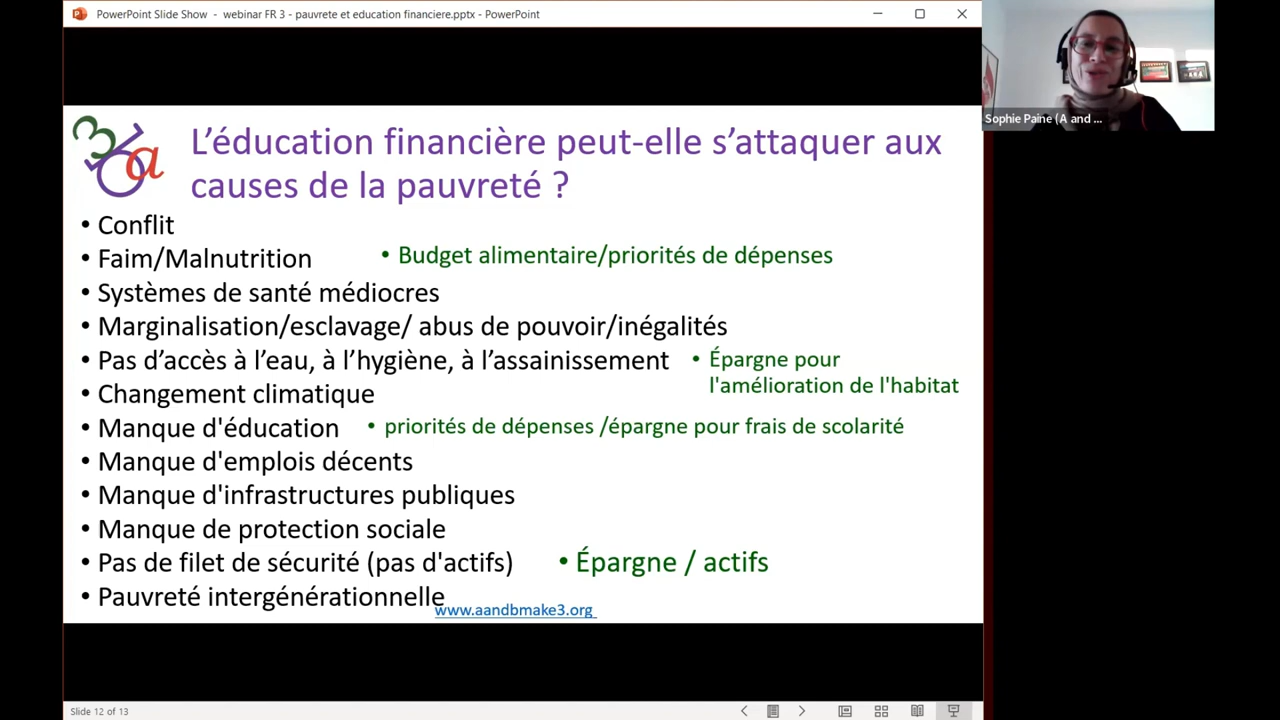 PowerPoint Slide Show - webinar FR 3 - pauvrete et education financiere.pptx - PowerPoint
Sophie Paine (A and ...
L’éducation financière peut-elle s’attaquer aux
causes de la pauvreté ?
• Conflit
• Faim/Malnutrition
• Budget alimentaire/priorités de dépenses
• Systèmes de santé médiocres
• Marginalisation/esclavage/ abus de pouvoir/inégalités
• Pas d’accès à l’eau, à l’hygiène, à l’assainissement
• Épargne pour
l'amélioration de l'habitat
• Changement climatique
• Manque d'éducation
• priorités de dépenses /épargne pour frais de scolarité
• Manque d'emplois décents
• Manque d'infrastructures publiques
• Manque de protection sociale
• Pas de filet de sécurité (pas d'actifs)
• Épargne / actifs
• Pauvreté intergénérationnelle
www.aandbmake3.org
Slide 12 of 13